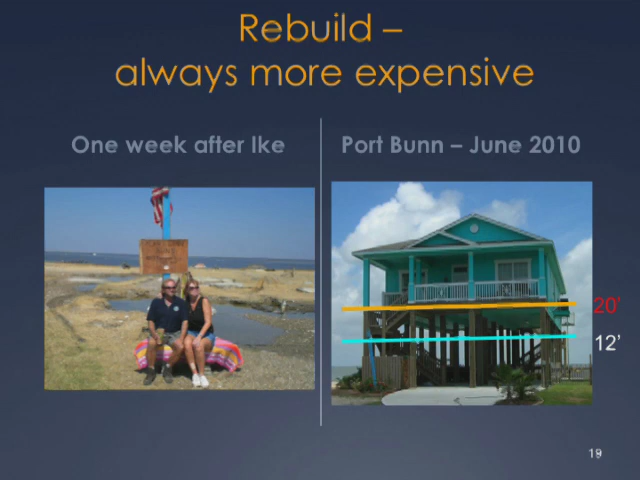 Rebuild –
always more expensive
One week after Ike
Port Bunn – June 2010
20'
12'
19